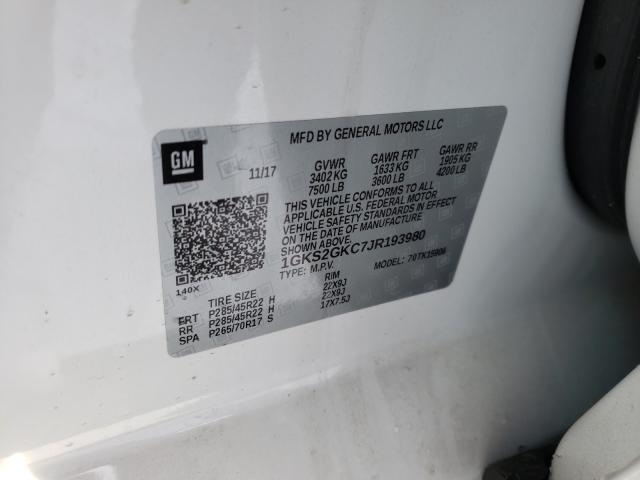 MFD BY GENERAL MOTORS LLC
GM
11/17
GVWR GAWR FRT GAWR RR
3402 KG 1633 KG 1905 KG
7500 LB 3600 LB 4200 LB
THIS VEHICLE CONFORMS TO ALL
APPLICABLE U.S. FEDERAL MOTOR
VEHICLE SAFETY STANDARDS IN EFFECT
ON THE DATE OF MANUFACTURE
SHOWN ABOVE.
1GKS2GKC7JR193980
TYPE: M.P.V. MODEL: 70TK15906
140X
TIRE SIZE RIM
FRT P285/45R22 H 22X9J
RR P285/45R22 H 22X9J
SPA P265/70R17 S 17X7.5J